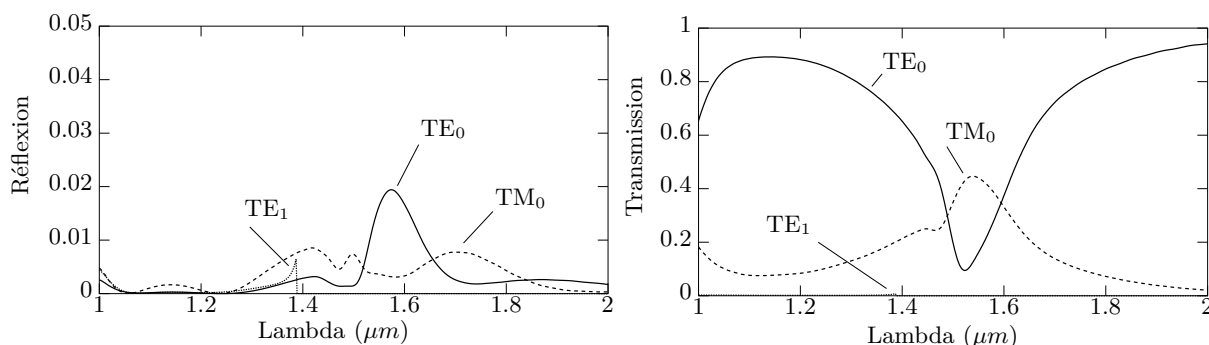 Réflexion
0.05
0.04
0.03
0.02
0.01
0
TE₀
TE₁
TM₀
1 1.2 1.4 1.6 1.8 2
Lambda (μm)
Transmission
1
0.8
0.6
0.4
0.2
0
TE₀
TM₀
TE₁
1 1.2 1.4 1.6 1.8 2
Lambda (μm)